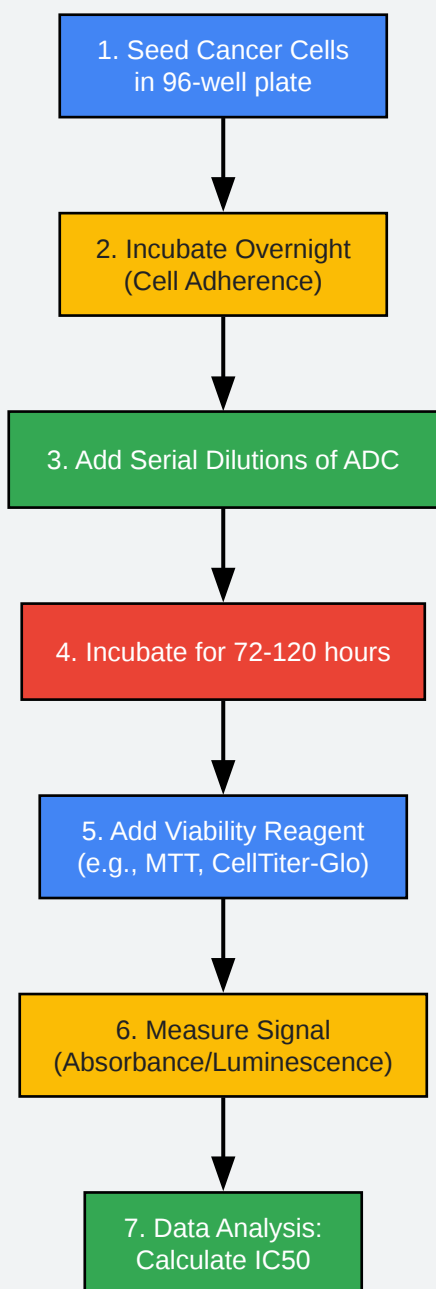 1. Seed Cancer Cells
in 96-well plate
2. Incubate Overnight
(Cell Adherence)
3. Add Serial Dilutions of ADC
4. Incubate for 72-120 hours
5. Add Viability Reagent
(e.g., MTT, CellTiter-Glo)
6. Measure Signal
(Absorbance/Luminescence)
7. Data Analysis:
Calculate IC50